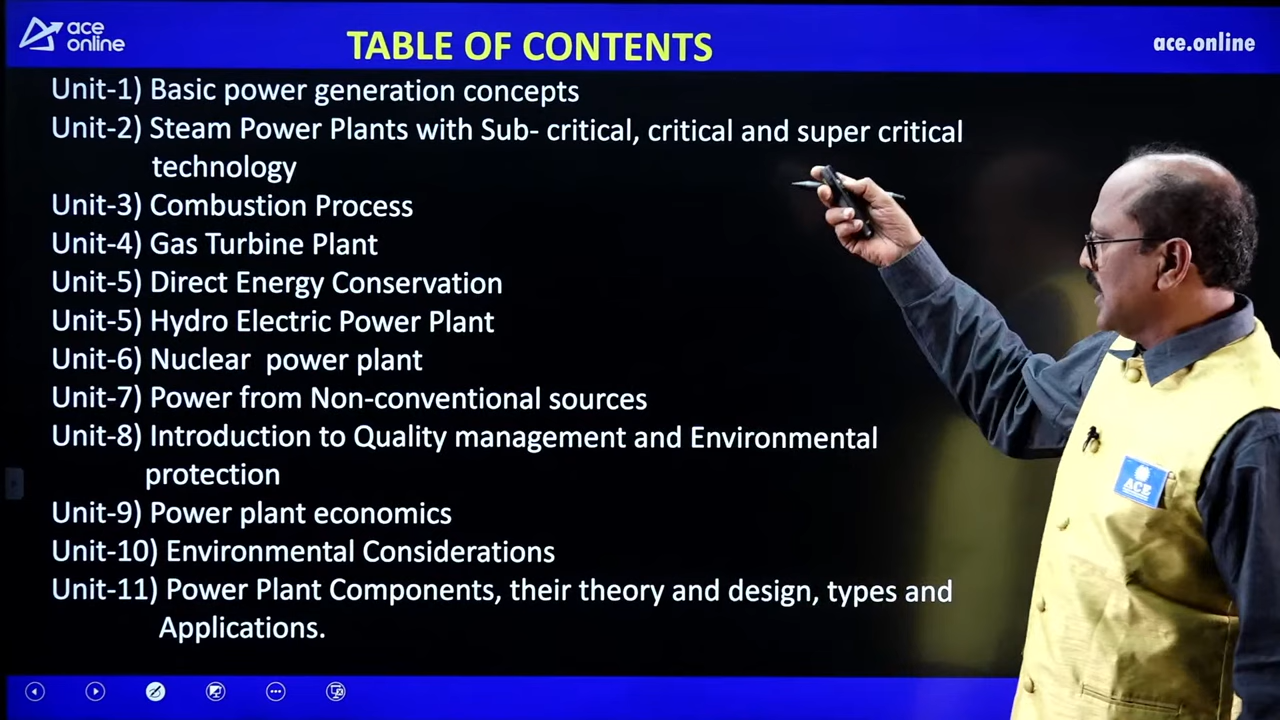 ace
online
TABLE OF CONTENTS
ace.online
Unit-1) Basic power generation concepts
Unit-2) Steam Power Plants with Sub- critical, critical and super critical
technology
Unit-3) Combustion Process
Unit-4) Gas Turbine Plant
Unit-5) Direct Energy Conservation
Unit-5) Hydro Electric Power Plant
Unit-6) Nuclear  power plant
Unit-7) Power from Non-conventional sources
Unit-8) Introduction to Quality management and Environmental
protection
Unit-9) Power plant economics
Unit-10) Environmental Considerations
Unit-11) Power Plant Components, their theory and design, types and
Applications.
ACE